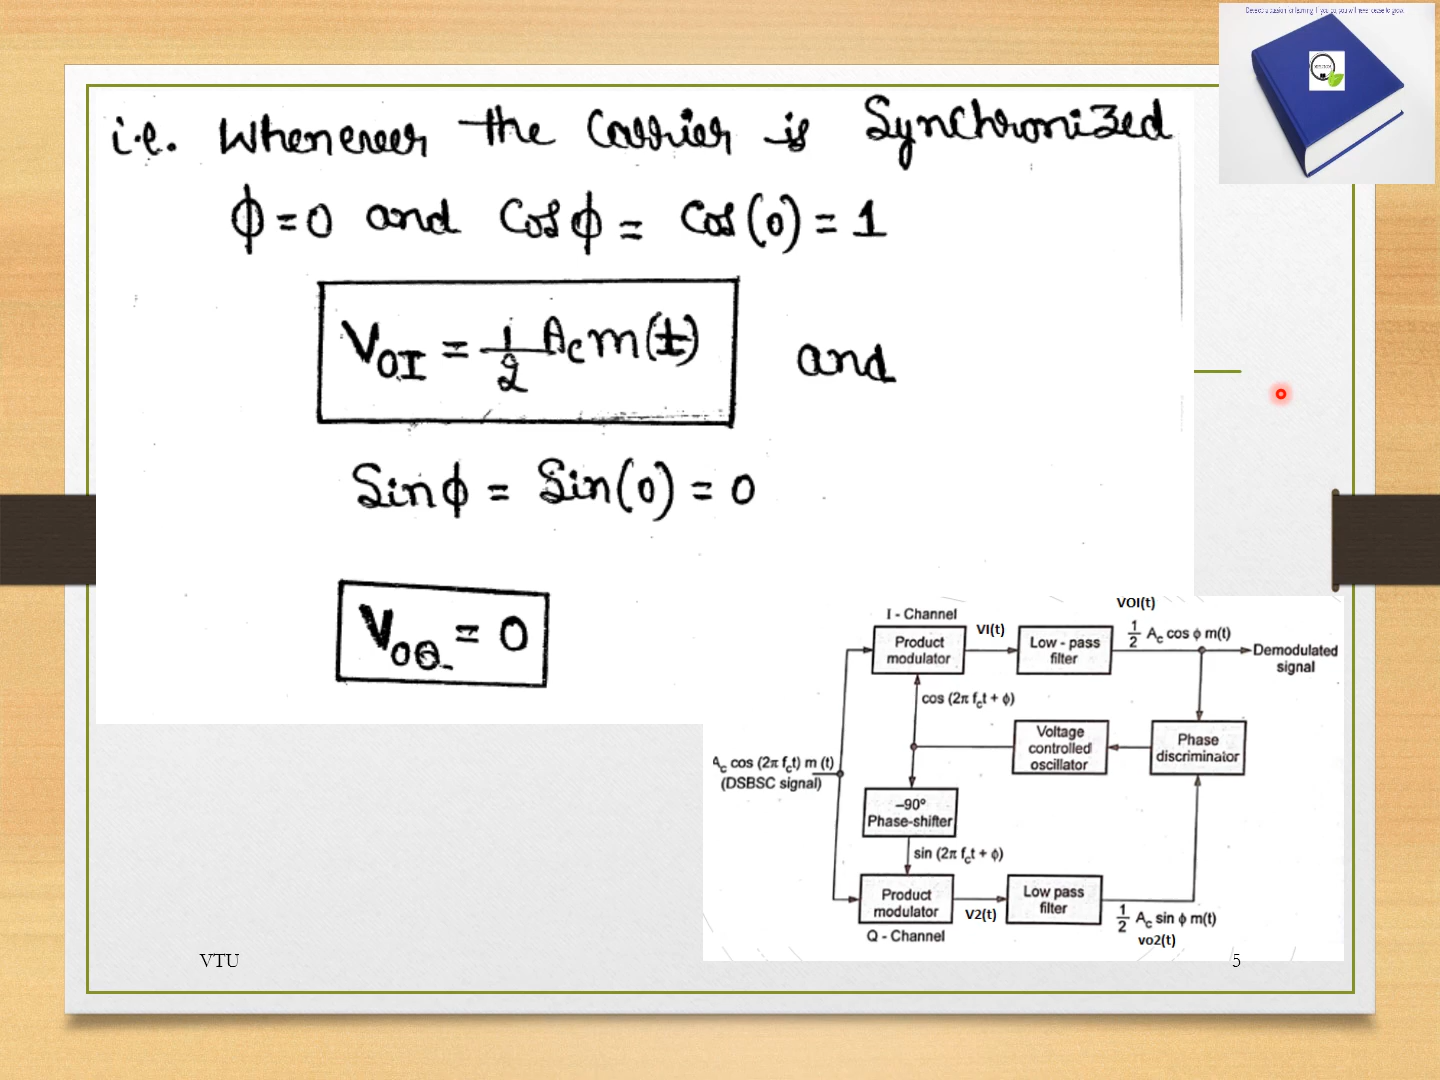 i.e. Whenever the Carrier is Synchronized
ϕ = 0 and Cos ϕ = Cos(0) = 1
VOI = 1/2 Ac m(t) and
Sin ϕ = Sin(0) = 0
VOQ = 0
VOI(t)
I - Channel
VI(t)
Product modulator
Low - pass filter
1/2 Ac cos ϕ m(t)
Demodulated signal
cos (2π fct + ϕ)
Voltage controlled oscillator
Phase discriminator
Ac cos (2π fct) m (t)
(DSBSC signal)
–90°
Phase-shifter
sin (2π fct + ϕ)
Product modulator
Low pass filter
V2(t)
1/2 Ac sin ϕ m(t)
vo2(t)
Q - Channel
VTU
5